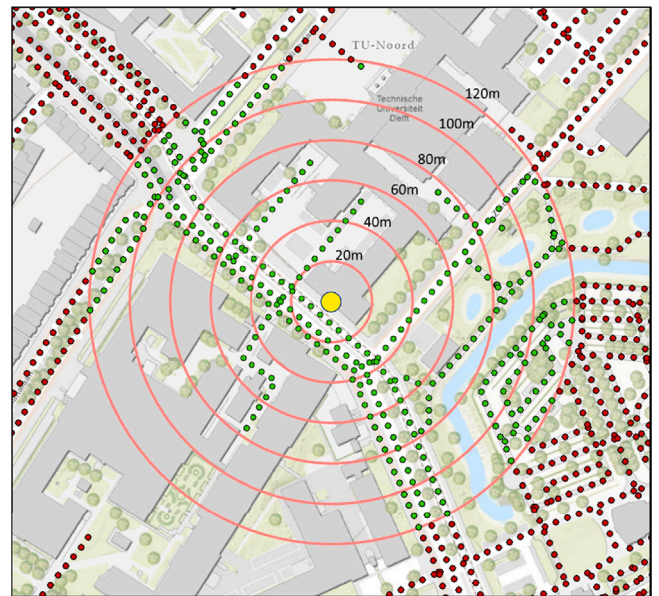 TU-Noord
120m
Technische
Universiteit
Delft
100m
80m
60m
40m
20m